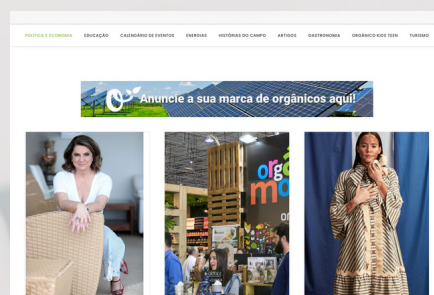 POLÍTICA E ECONOMIA EDUCAÇÃO CALENDÁRIO DE EVENTOS ENERGIAS HISTÓRIAS DO CAMPO ARTIGOS GASTRONOMIA ORGÂNICO KIDS TEEN TURISMO
Anuncie a sua marca de orgânicos aqui!